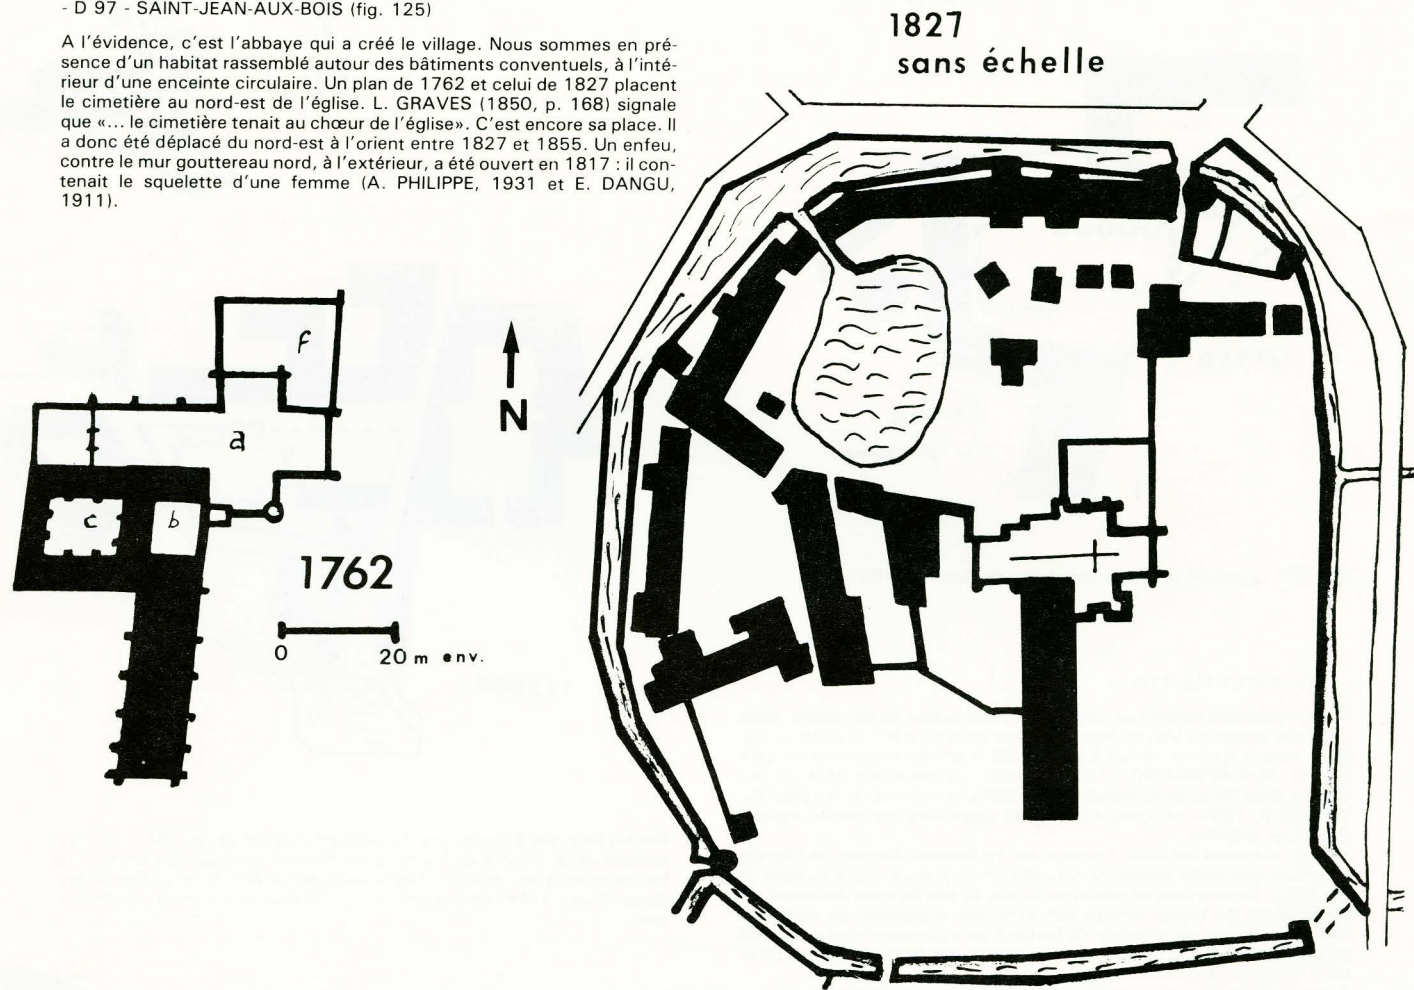 - D 97 - SAINT-JEAN-AUX-BOIS (fig. 125)
A l'évidence, c'est l'abbaye qui a créé le village. Nous sommes en pré-
sence d'un habitat rassemblé autour des bâtiments conventuels, à l'inté-
rieur d'une enceinte circulaire. Un plan de 1762 et celui de 1827 placent
le cimetière au nord-est de l'église. L. GRAVES (1850, p. 168) signale
que «... le cimetière tenait au chœur de l'église». C'est encore sa place. Il
a donc été déplacé du nord-est à l'orient entre 1827 et 1855. Un enfeu,
contre le mur gouttereau nord, à l'extérieur, a été ouvert en 1817 : il con-
tenait le squelette d'une femme (A. PHILIPPE, 1931 et E. DANGU,
1911).
1827
sans échelle
f
a
c
b
N
1762
0
20 m env.